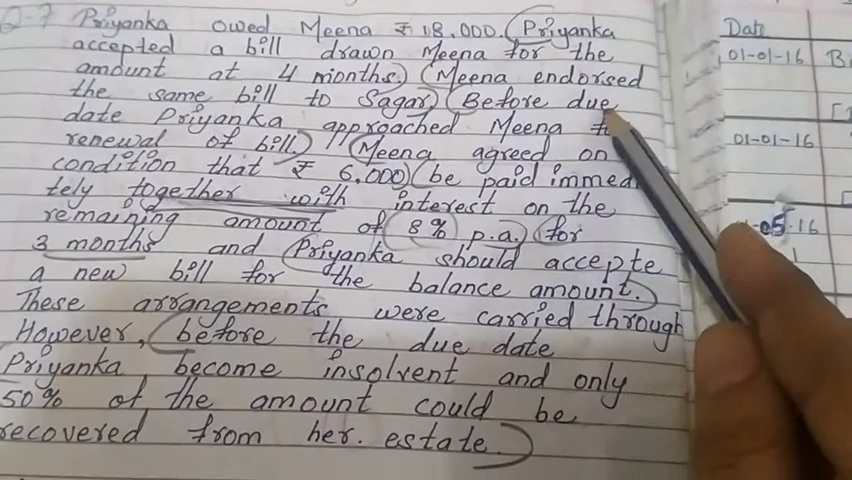 Q-7 Priyanka owed Meena ₹ 18,000. (Priyanka
accepted a bill drawn Meena for the
amount at 4 months.) (Meena endorsed
the same bill to Sagar.) (Before due
date Priyanka approached Meena
renewal of bill.) (Meena agreed on
condition that ₹ 6,000) (be paid immed
tely together with interest on the
remaining amount of (8% p.a.) (for
3 months and (Priyanka should accepte
a new bill for the balance amount.)
These arrangements were carried through
However, (before the due date
Priyanka become insolvent and only
50% of the amount could be
recovered from her. estate.)
Date
01-01-16
01-01-16
05-16